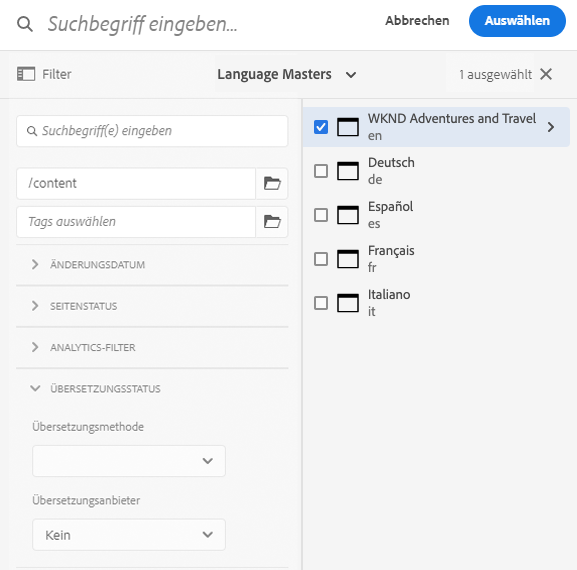 Suchbegriff eingeben...
Abbrechen
Auswählen
Filter
Language Masters
1 ausgewählt
Suchbegriff(e) eingeben
/content
Tags auswählen
ÄNDERUNGSDATUM
SEITENSTATUS
ANALYTICS-FILTER
ÜBERSETZUNGSSTATUS
Übersetzungsmethode
Übersetzungsanbieter
Kein
WKND Adventures and Travel
en
Deutsch
de
Español
es
Français
fr
Italiano
it